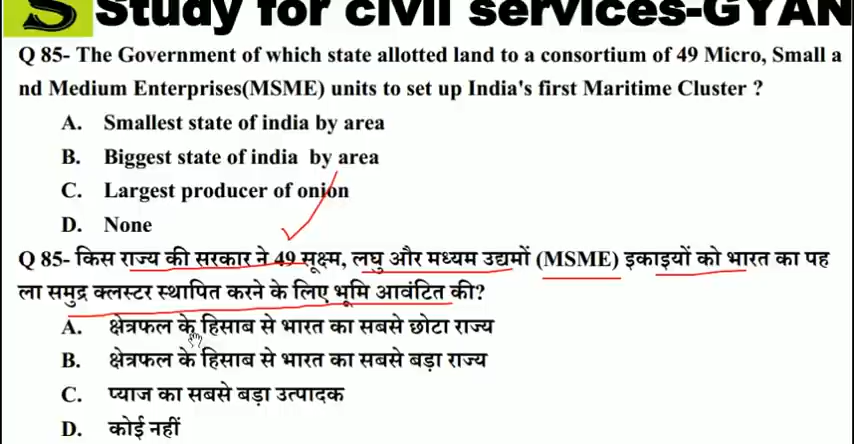 S Study for civil services-GYAN
Q 85- The Government of which state allotted land to a consortium of 49 Micro, Small a
nd Medium Enterprises(MSME) units to set up India's first Maritime Cluster ?
A. Smallest state of india by area
B. Biggest state of india by area
C. Largest producer of onion
D. None
Q 85- किस राज्य की सरकार ने 49 सूक्ष्म, लघु और मध्यम उद्यमों (MSME) इकाइयों को भारत का पह
ला समुद्र क्लस्टर स्थापित करने के लिए भूमि आवंटित की?
A. क्षेत्रफल के हिसाब से भारत का सबसे छोटा राज्य
B. क्षेत्रफल के हिसाब से भारत का सबसे बड़ा राज्य
C. प्याज का सबसे बड़ा उत्पादक
D. कोई नहीं